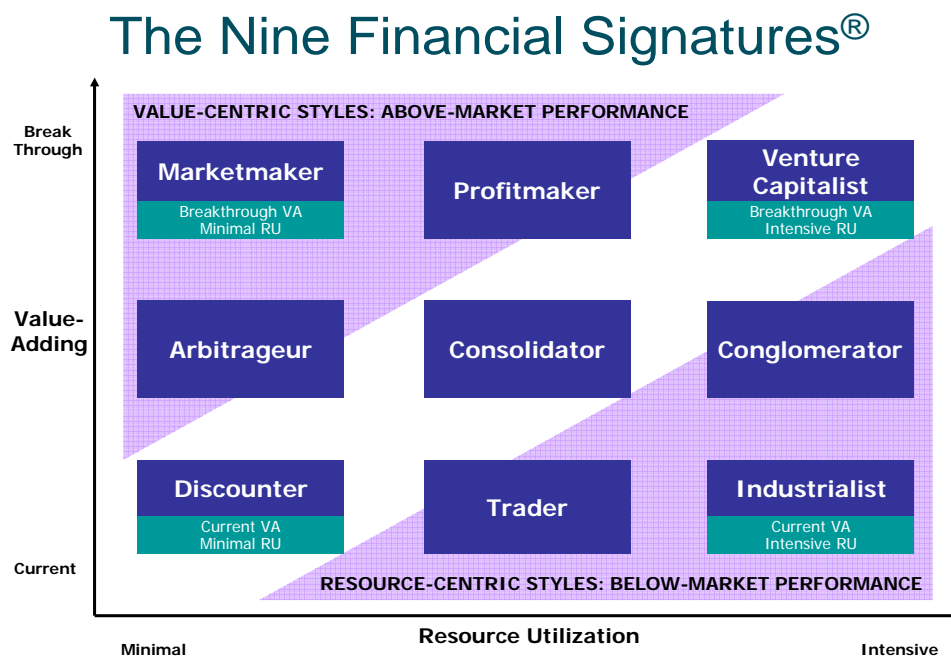 The Nine Financial Signatures®
VALUE-CENTRIC STYLES: ABOVE-MARKET PERFORMANCE
Break
Through
Marketmaker
Breakthrough VA
Minimal RU
Profitmaker
Venture
Capitalist
Breakthrough VA
Intensive RU
Value-
Adding
Arbitrageur
Consolidator
Conglomerator
Discounter
Current VA
Minimal RU
Trader
Industrialist
Current VA
Intensive RU
Current
RESOURCE-CENTRIC STYLES: BELOW-MARKET PERFORMANCE
Minimal
Resource Utilization
Intensive